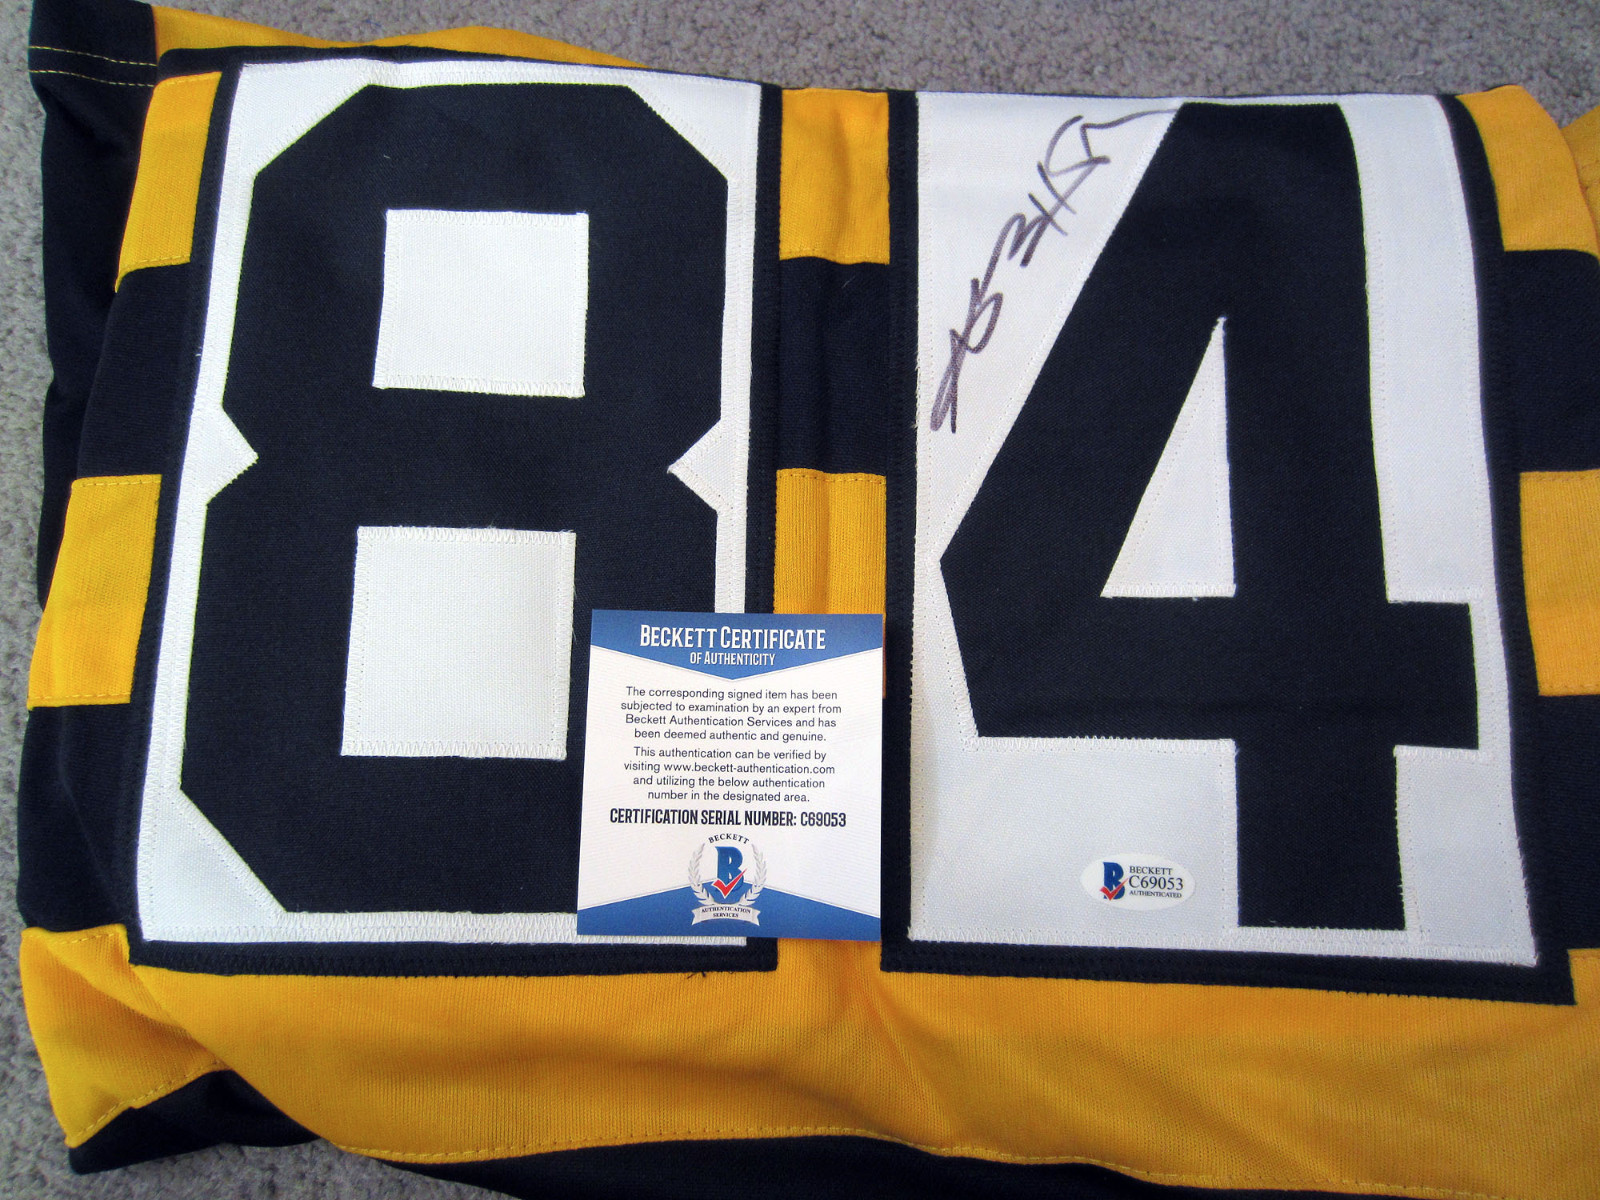 84
BECKETT CERTIFICATE
OF AUTHENTICITY
The corresponding signed item has been
subjected to examination by an expert from
Beckett Authentication Services and has
been deemed authentic and genuine.
This authentication can be verified by
visiting www.beckett-authentication.com
and utilizing the below authentication
number in the designated area.
CERTIFICATION SERIAL NUMBER: C69053
BECKETT
B
AUTHENTICATION
SERVICES
B
BECKETT
C69053
AUTHENTICATED